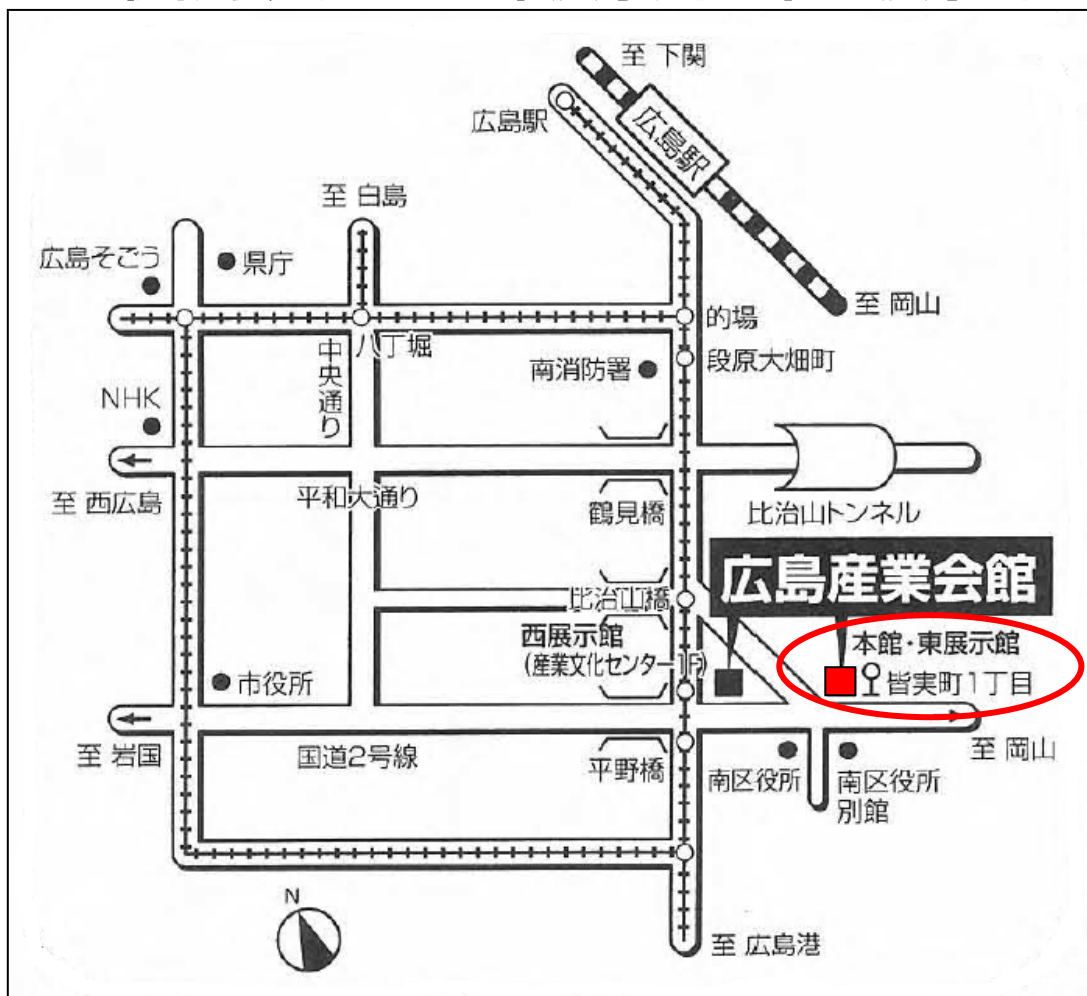 至 下関
広島駅
広島駅
至 白島
広島そごう
県庁
至 岡山
的場
八丁堀
中央通り
南消防署
段原大畑町
NHK
至 西広島
平和大通り
鶴見橋
比治山トンネル
広島産業会館
比治山橋
西展示館
(産業文化センター1F)
本館・東展示館
皆実町1丁目
市役所
至 岩国
国道2号線
平野橋
南区役所
南区役所
別館
至 岡山
N
至 広島港